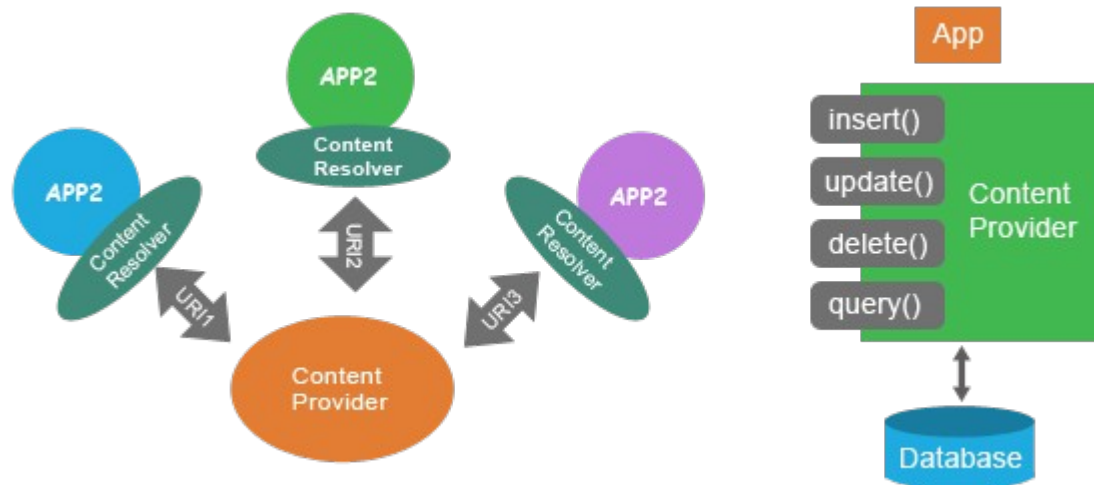 APP2
Content
Resolver
URI2
APP2
Content
Resolver
URI1
APP2
Content
Resolver
URI3
Content
Provider
App
insert()
update()
delete()
query()
Content
Provider
Database